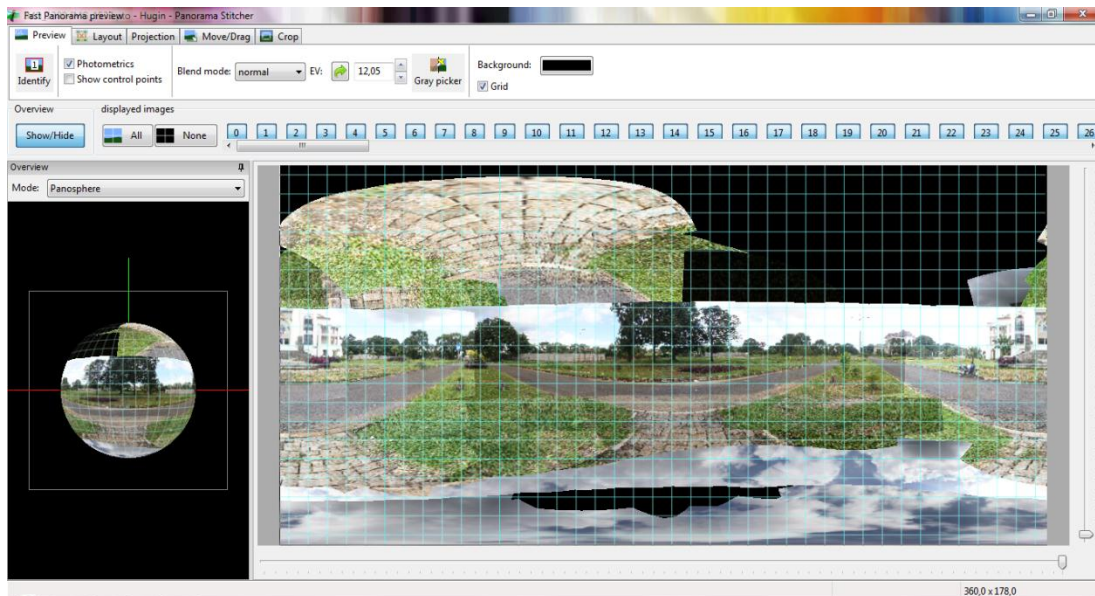 Fast Panorama preview - Hugin - Panorama Stitcher
Preview Layout Projection Move/Drag Crop
Identify
Photometrics
Show control points
Blend mode: normal EV: 12,05
Gray picker
Background:
Grid
Overview displayed images
Show/Hide All None 0 1 2 3 4 5 6 7 8 9 10 11 12 13 14 15 16 17 18 19 20 21 22 23 24 25 26
Overview
Mode: Panosphere
360,0 x 178,0